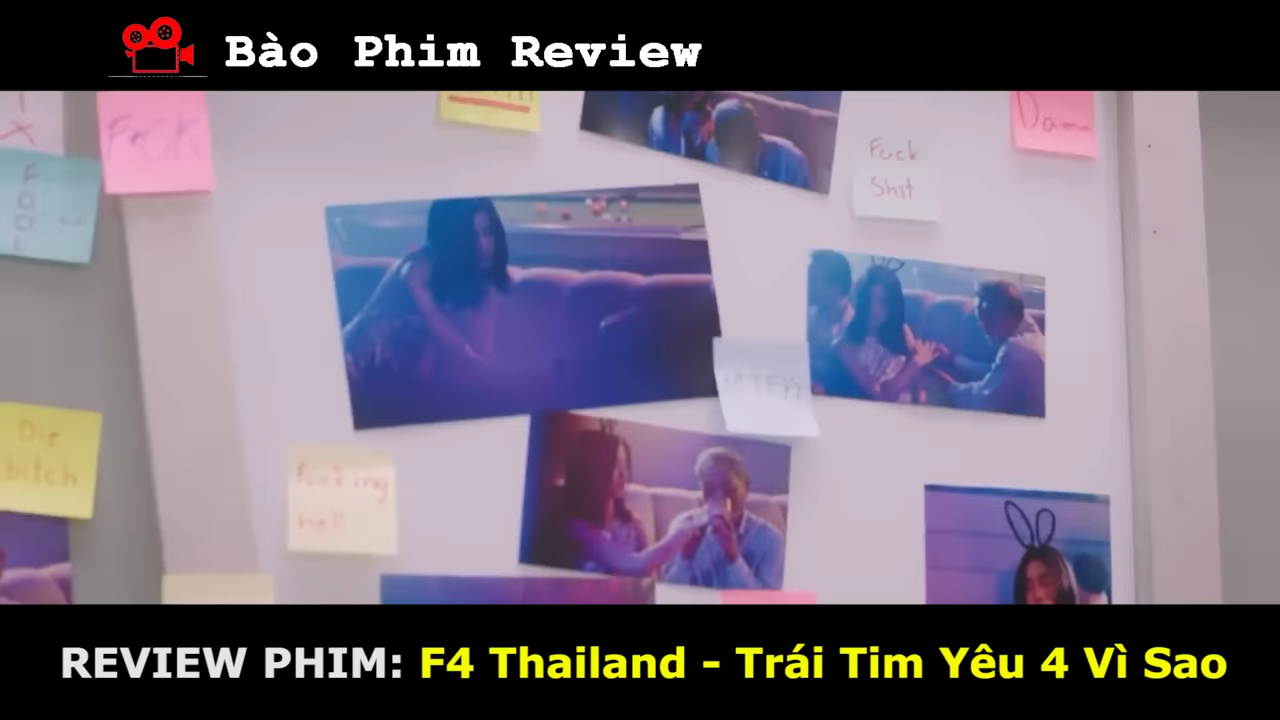 Bào Phim Review
FUCK
Dam
Fuck
Shit
FOOL
Die
bitch
Fucking
hell
REVIEW PHIM: F4 Thailand - Trái Tim Yêu 4 Vì Sao